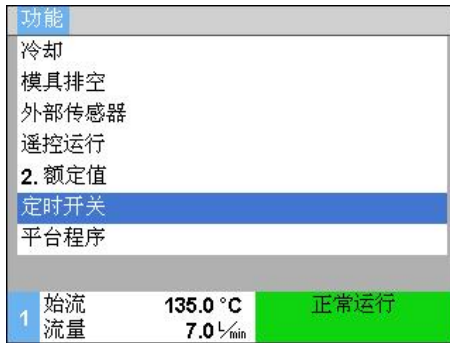 功能
冷却
模具排空
外部传感器
遥控运行
2. 额定值
定时开关
平台程序
1 始流 135.0 °C 正常运行
流量 7.0 L/min